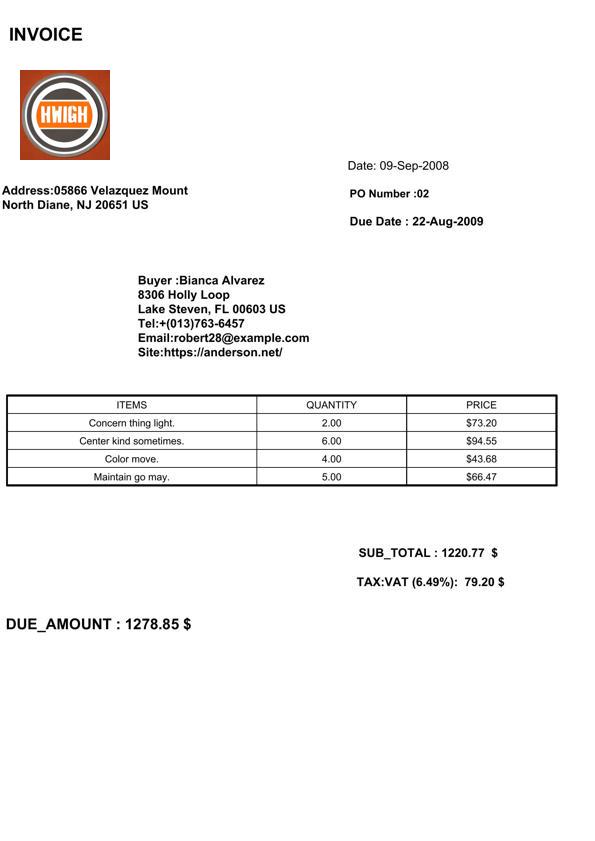 INVOICE
HWIGH
Date: 09-Sep-2008
Address:05866 Velazquez Mount
North Diane, NJ 20651 US
PO Number :02
Due Date : 22-Aug-2009
Buyer :Bianca Alvarez
8306 Holly Loop
Lake Steven, FL 00603 US
Tel:+(013)763-6457
Email:robert28@example.com
Site:https://anderson.net/
ITEMS QUANTITY PRICE
Concern thing light. 2.00 $73.20
Center kind sometimes. 6.00 $94.55
Color move. 4.00 $43.68
Maintain go may. 5.00 $66.47
SUB_TOTAL : 1220.77 $
TAX:VAT (6.49%): 79.20 $
DUE_AMOUNT : 1278.85 $